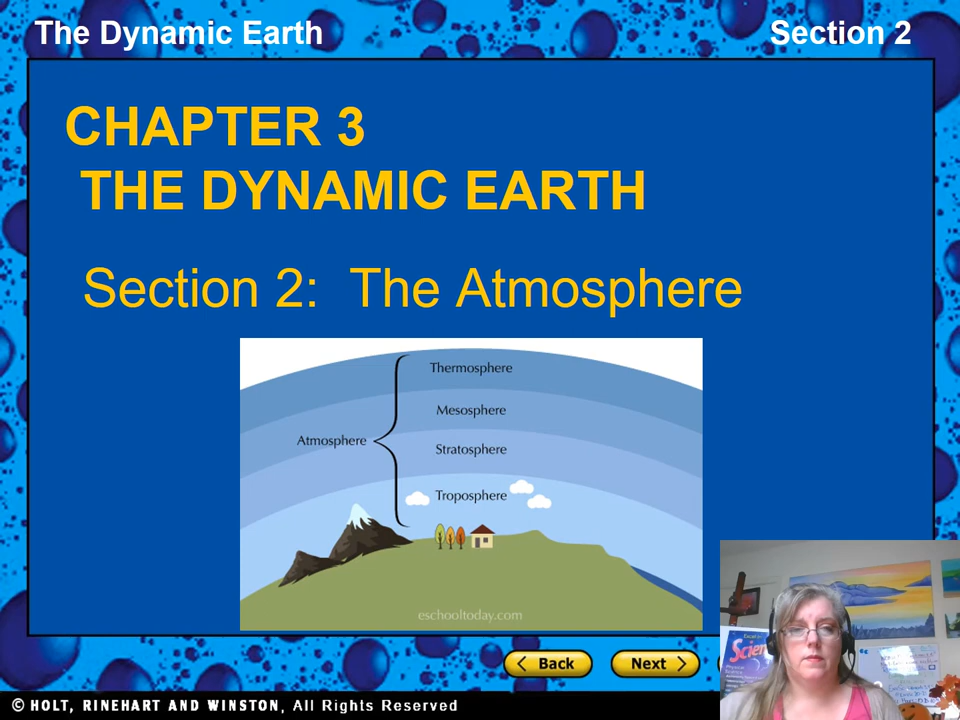 The Dynamic Earth
Section 2
CHAPTER 3
THE DYNAMIC EARTH
Section 2: The Atmosphere
Thermosphere
Mesosphere
Atmosphere
Stratosphere
Troposphere
eschooltoday.com
Back
Next
© HOLT, RINEHART AND WINSTON, All Rights Reserved